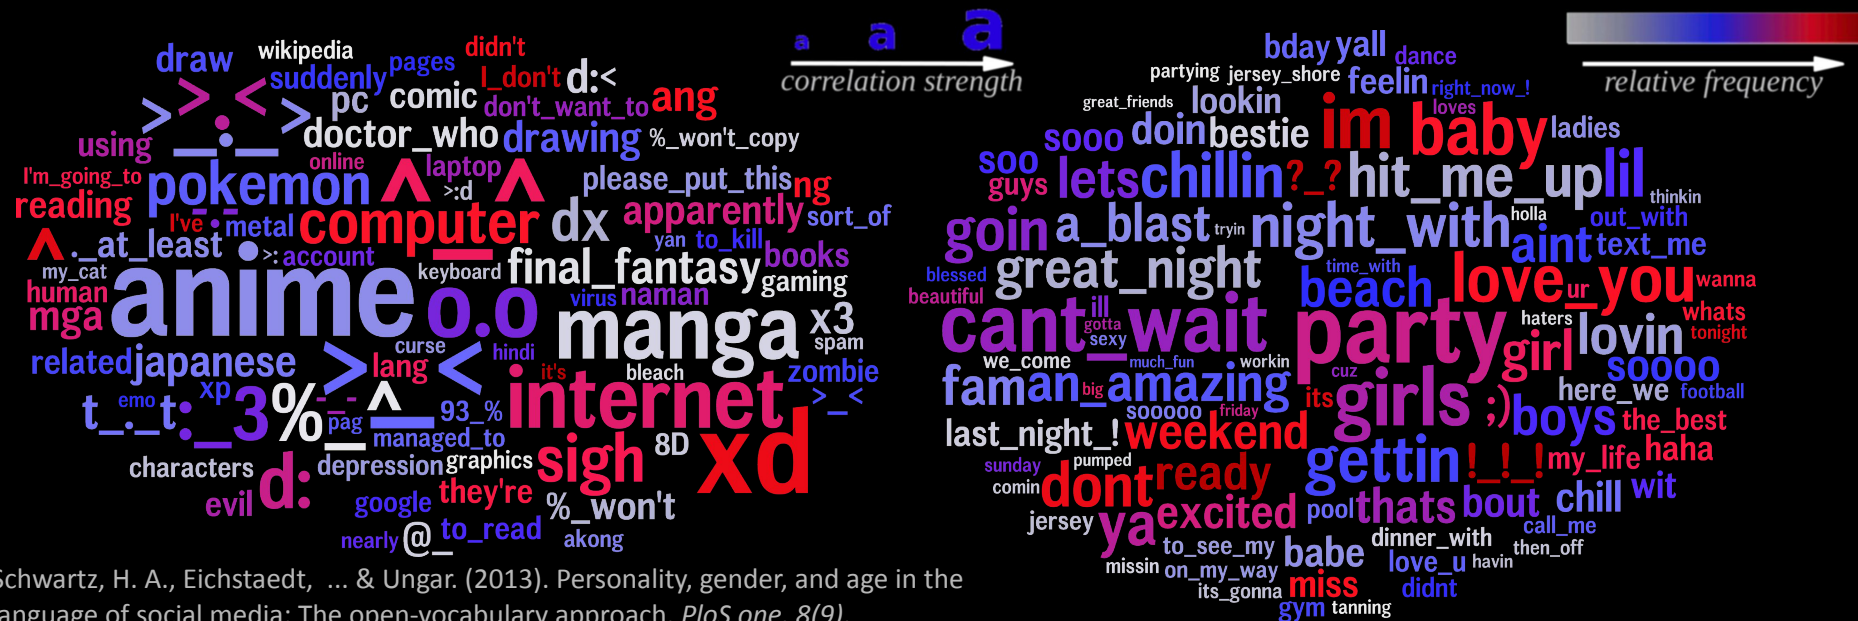 a a a
correlation strength
relative frequency
draw wikipedia pages didn't
suddenly I_don't d:<
> >.< > pc comic don't_want_to ang
using _._ doctor_who drawing %_won't_copy
I'm_going_to online laptop please_put_this ng
reading pokemon ^_^ >:d apparently sort_of
I've -.- metal computer dx yan to_kill
^. _at_least >: account final_fantasy books
my_cat keyboard gaming
human anime o.o virus naman x3
mga manga spam
related japanese > < curse lang hindi
it's bleach zombie
t_._t emo xp :_3 %_ -_- ^_ pag 93_% internet >_<
managed_to
characters d: depression graphics sigh 8D xd
evil google they're %_won't
nearly @_ to_read akong
bday yall dance
partying jersey_shore feelin right_now_!
great_friends lookin im loves
sooo doin bestie baby ladies
soo guys lets chillin ?_? hit_me_up lil thinkin
goin a_blast tryin night_with holla out_with
aint text_me
blessed great_night time_with beach love_you ur wanna
beautiful cant_wait ill gotta sexy party haters lovin whats
tonight
we_come much_fun workin girl cuz soooo
fam an_amazing big its girls ;) here_we football
sooooo friday boys the_best
last_night_! weekend
sunday pumped ready gettin !_!_! my_life haha
comin dont pool thats bout chill wit
jersey ya excited call_me
to_see_my babe dinner_with then_off
missin on_my_way love_u havin
its_gonna miss didnt
gym tanning
Schwartz, H. A., Eichstaedt, ... & Ungar. (2013). Personality, gender, and age in the
language of social media: The open-vocabulary approach. PloS one, 8(9).